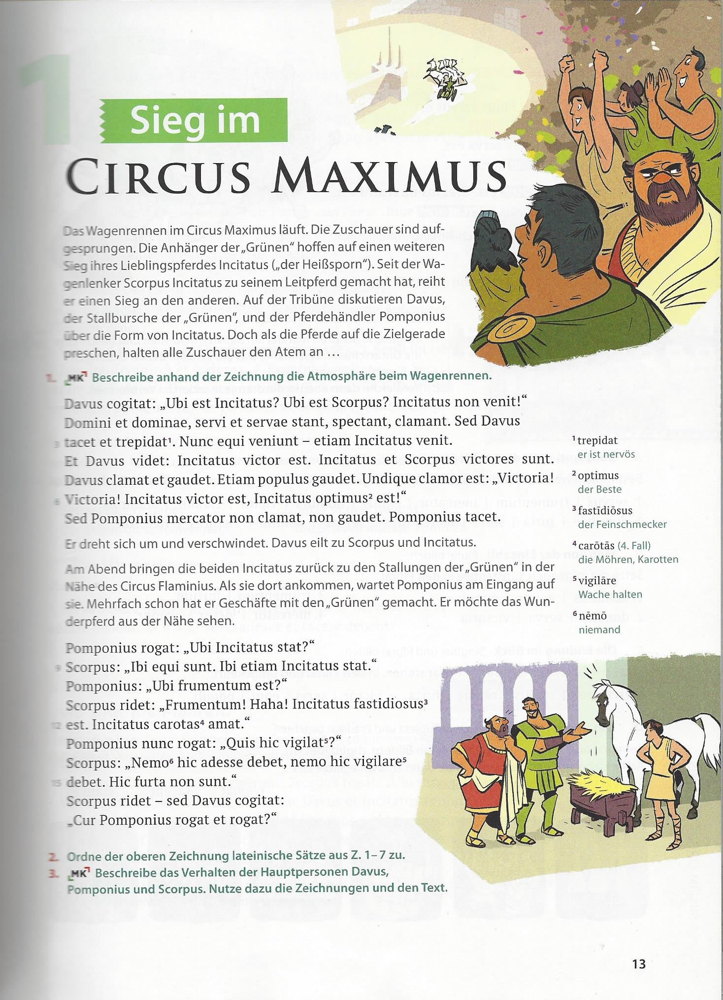 1
Sieg im
CIRCUS MAXIMUS
Das Wagenrennen im Circus Maximus läuft. Die Zuschauer sind auf-
gesprungen. Die Anhänger der „Grünen“ hoffen auf einen weiteren
Sieg ihres Lieblingspferdes Incitatus („der Heißsporn“). Seit der Wa-
genlenker Scorpus Incitatus zu seinem Leitpferd gemacht hat, reiht
er einen Sieg an den anderen. Auf der Tribüne diskutieren Davus,
der Stallbursche der „Grünen“, und der Pferdehändler Pomponius
über die Form von Incitatus. Doch als die Pferde auf die Zielgerade
preschen, halten alle Zuschauer den Atem an …
1. MK Beschreibe anhand der Zeichnung die Atmosphäre beim Wagenrennen.
Davus cogitat: „Ubi est Incitatus? Ubi est Scorpus? Incitatus non venit!“
Domini et dominae, servi et servae stant, spectant, clamant. Sed Davus
3 tacet et trepidat¹. Nunc equi veniunt – etiam Incitatus venit.
Et Davus videt: Incitatus victor est. Incitatus et Scorpus victores sunt.
Davus clamat et gaudet. Etiam populus gaudet. Undique clamor est: „Victoria!
6 Victoria! Incitatus victor est, Incitatus optimus² est!“
Sed Pomponius mercator non clamat, non gaudet. Pomponius tacet.
Er dreht sich um und verschwindet. Davus eilt zu Scorpus und Incitatus.
Am Abend bringen die beiden Incitatus zurück zu den Stallungen der „Grünen“ in der
Nähe des Circus Flaminius. Als sie dort ankommen, wartet Pomponius am Eingang auf
sie. Mehrfach schon hat er Geschäfte mit den „Grünen“ gemacht. Er möchte das Wun-
derpferd aus der Nähe sehen.
Pomponius rogat: „Ubi Incitatus stat?“
9 Scorpus: „Ibi equi sunt. Ibi etiam Incitatus stat.“
Pomponius: „Ubi frumentum est?“
Scorpus ridet: „Frumentum! Haha! Incitatus fastidiosus³
12 est. Incitatus carotas⁴ amat.“
Pomponius nunc rogat: „Quis hic vigilat⁵?“
Scorpus: „Nemo⁶ hic adesse debet, nemo hic vigilare⁵
15 debet. Hic furta non sunt.“
Scorpus ridet – sed Davus cogitat:
„Cur Pomponius rogat et rogat?“
¹ trepidat
er ist nervös
² optimus
der Beste
³ fastīdiōsus
der Feinschmecker
⁴ carōtās (4. Fall)
die Möhren, Karotten
⁵ vigilāre
Wache halten
⁶ nēmō
niemand
2. Ordne der oberen Zeichnung lateinische Sätze aus Z. 1–7 zu.
3. MK Beschreibe das Verhalten der Hauptpersonen Davus,
Pomponius und Scorpus. Nutze dazu die Zeichnungen und den Text.
13